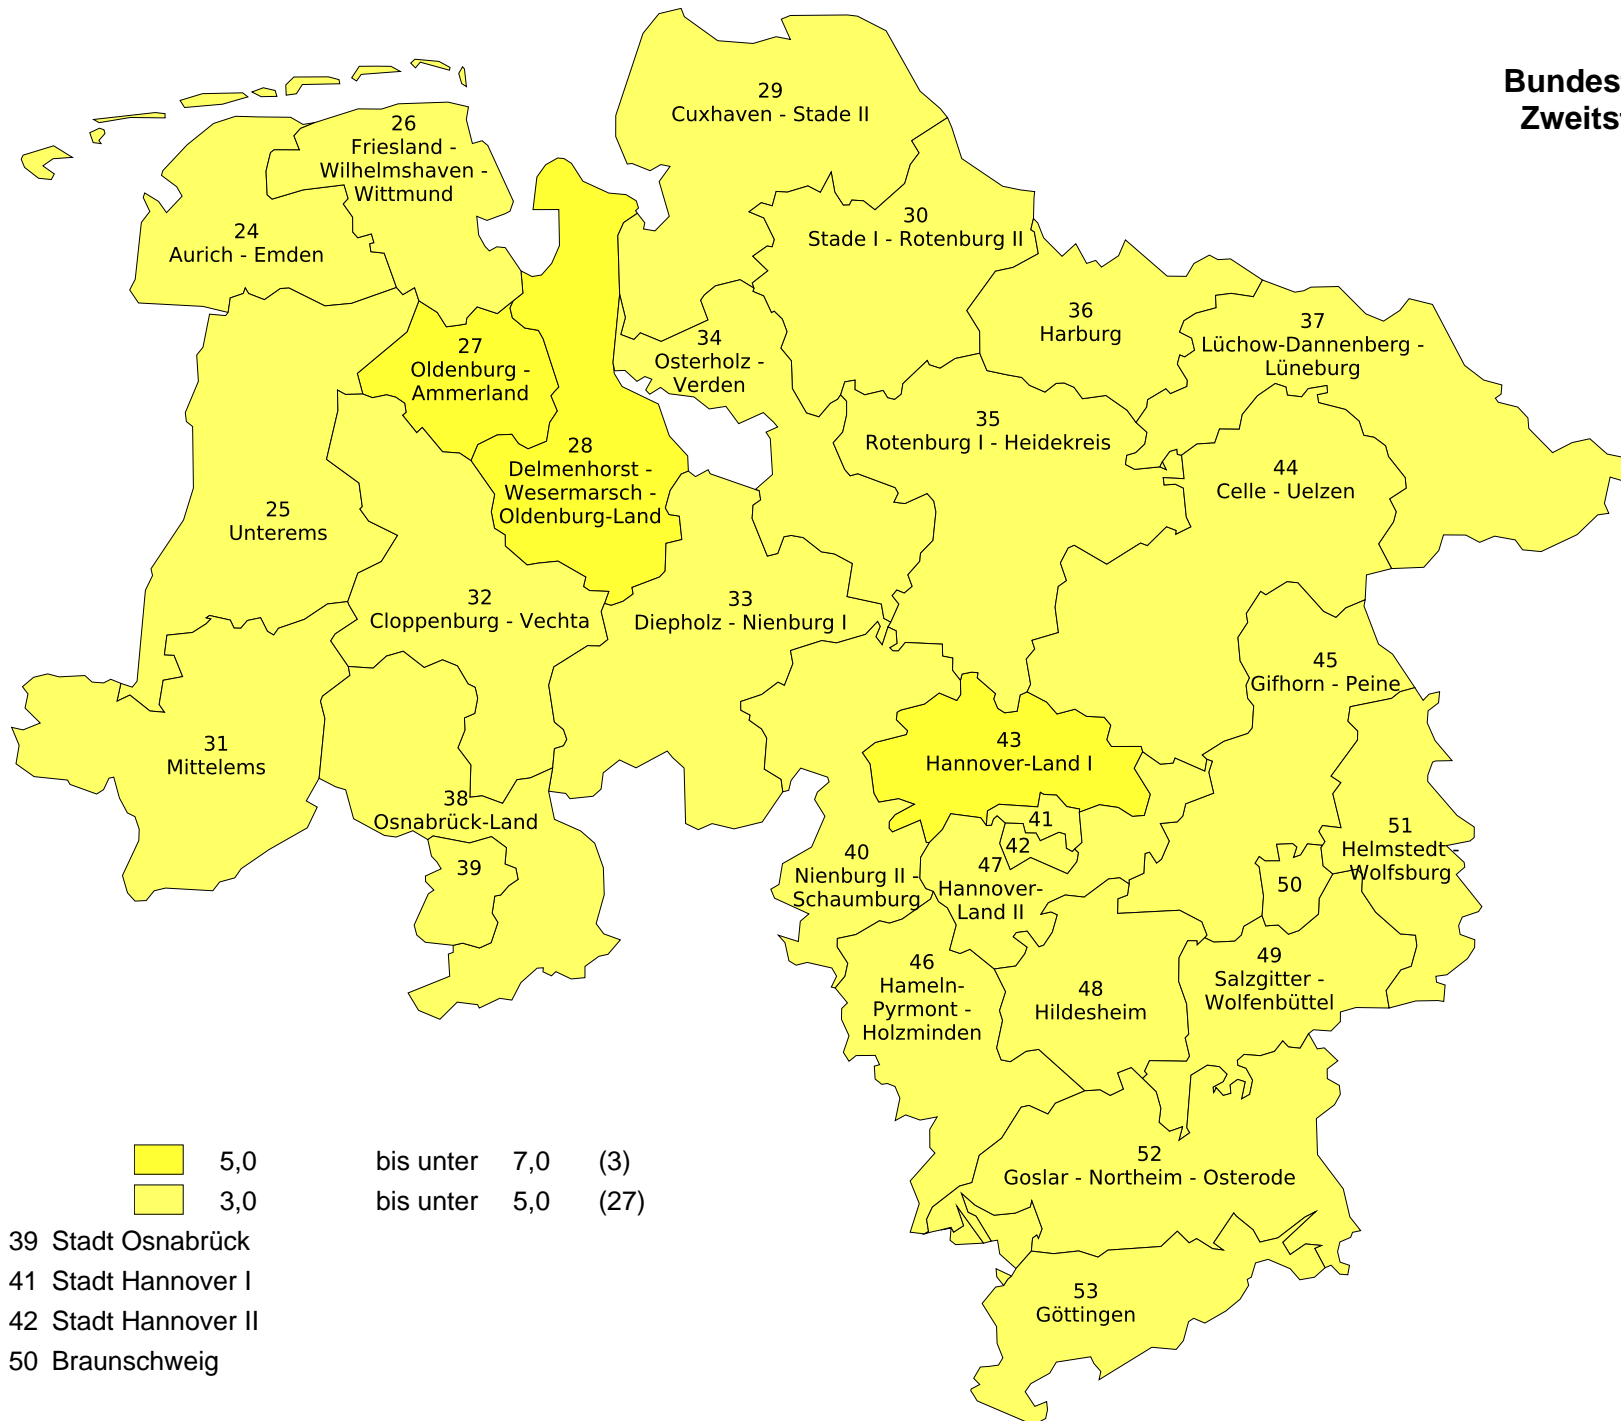 Bundes
Zweits
29
Cuxhaven - Stade II
26
Friesland -
Wilhelmshaven -
Wittmund
24
Aurich - Emden
30
Stade I - Rotenburg II
36
Harburg
37
Lüchow-Dannenberg -
Lüneburg
34
Osterholz -
Verden
27
Oldenburg -
Ammerland
35
Rotenburg I - Heidekreis
28
Delmenhorst -
Wesermarsch -
Oldenburg-Land
44
Celle - Uelzen
25
Unterems
32
Cloppenburg - Vechta
33
Diepholz - Nienburg I
45
Gifhorn - Peine
31
Mittelems
43
Hannover-Land I
38
Osnabrück-Land
41
42
51
Helmstedt -
Wolfsburg
39
40
Nienburg II -
Schaumburg
47
Hannover-
Land II
50
46
Hameln-
Pyrmont -
Holzminden
48
Hildesheim
49
Salzgitter -
Wolfenbüttel
52
Goslar - Northeim - Osterode
53
Göttingen
5,0 bis unter 7,0 (3)
3,0 bis unter 5,0 (27)
39 Stadt Osnabrück
41 Stadt Hannover I
42 Stadt Hannover II
50 Braunschweig